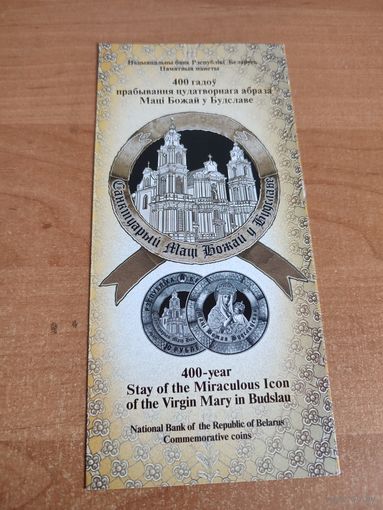 Нацыянальны банк Рэспублікі Беларусь
Памятныя манеты
400 гадоў
прабывання цудатворнага абраза
Маці Божай у Будславе
Санктуарый Маці Божай у Будславе
400-year
Stay of the Miraculous Icon
of the Virgin Mary in Budslau
National Bank of the Republic of Belarus
Commemorative coins